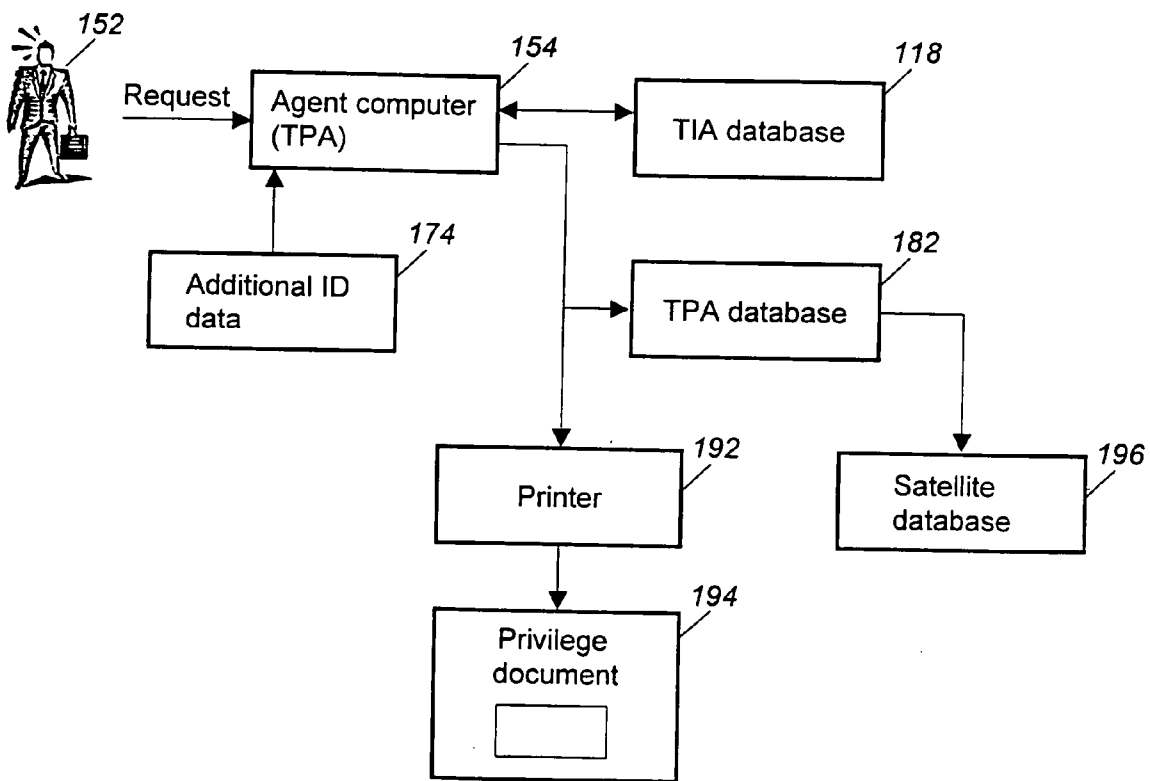 152
154
118
Request
Agent computer
(TPA)
TIA database
174
182
Additional ID
data
TPA database
192
196
Printer
Satellite
database
194
Privilege
document